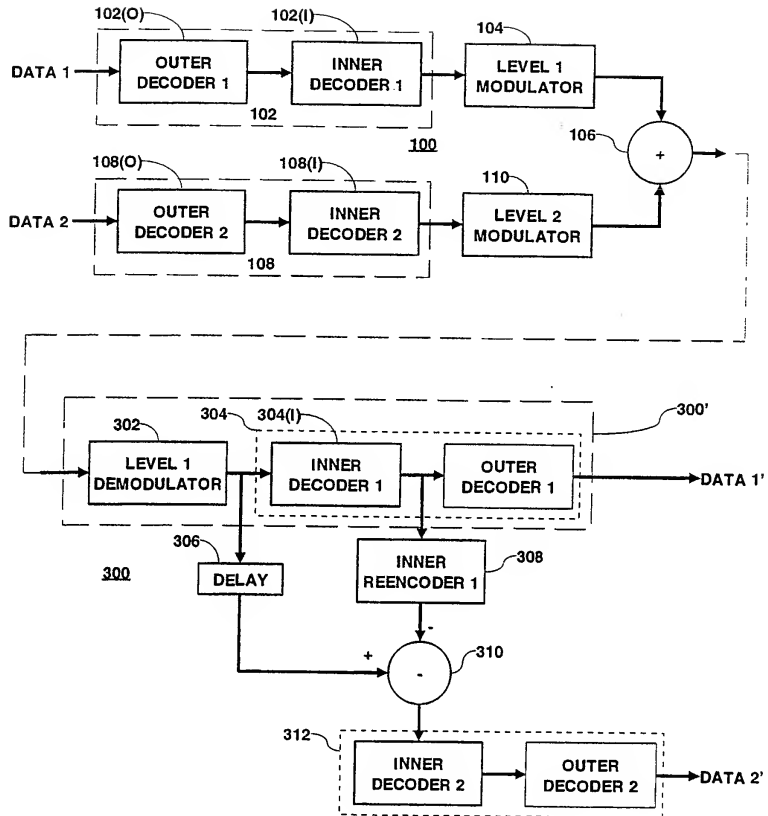 102(O)
102(I)
104
DATA 1
OUTER
DECODER 1
INNER
DECODER 1
LEVEL 1
MODULATOR
102
100
106
+
108(O)
108(I)
110
DATA 2
OUTER
DECODER 2
INNER
DECODER 2
LEVEL 2
MODULATOR
108
300'
302
304
304(I)
LEVEL 1
DEMODULATOR
INNER
DECODER 1
OUTER
DECODER 1
DATA 1'
306
300
DELAY
INNER
REENCODER 1
308
-
+
-
310
312
INNER
DECODER 2
OUTER
DECODER 2
DATA 2'